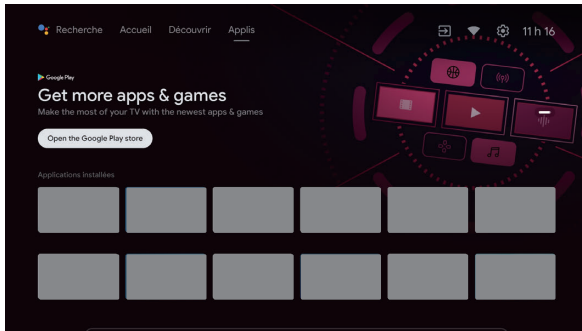 Recherche Accueil Découvrir Applis 11 h 16
Google Play
Get more apps & games
Make the most of your TV with the newest apps & games
Open the Google Play store
Applications installées